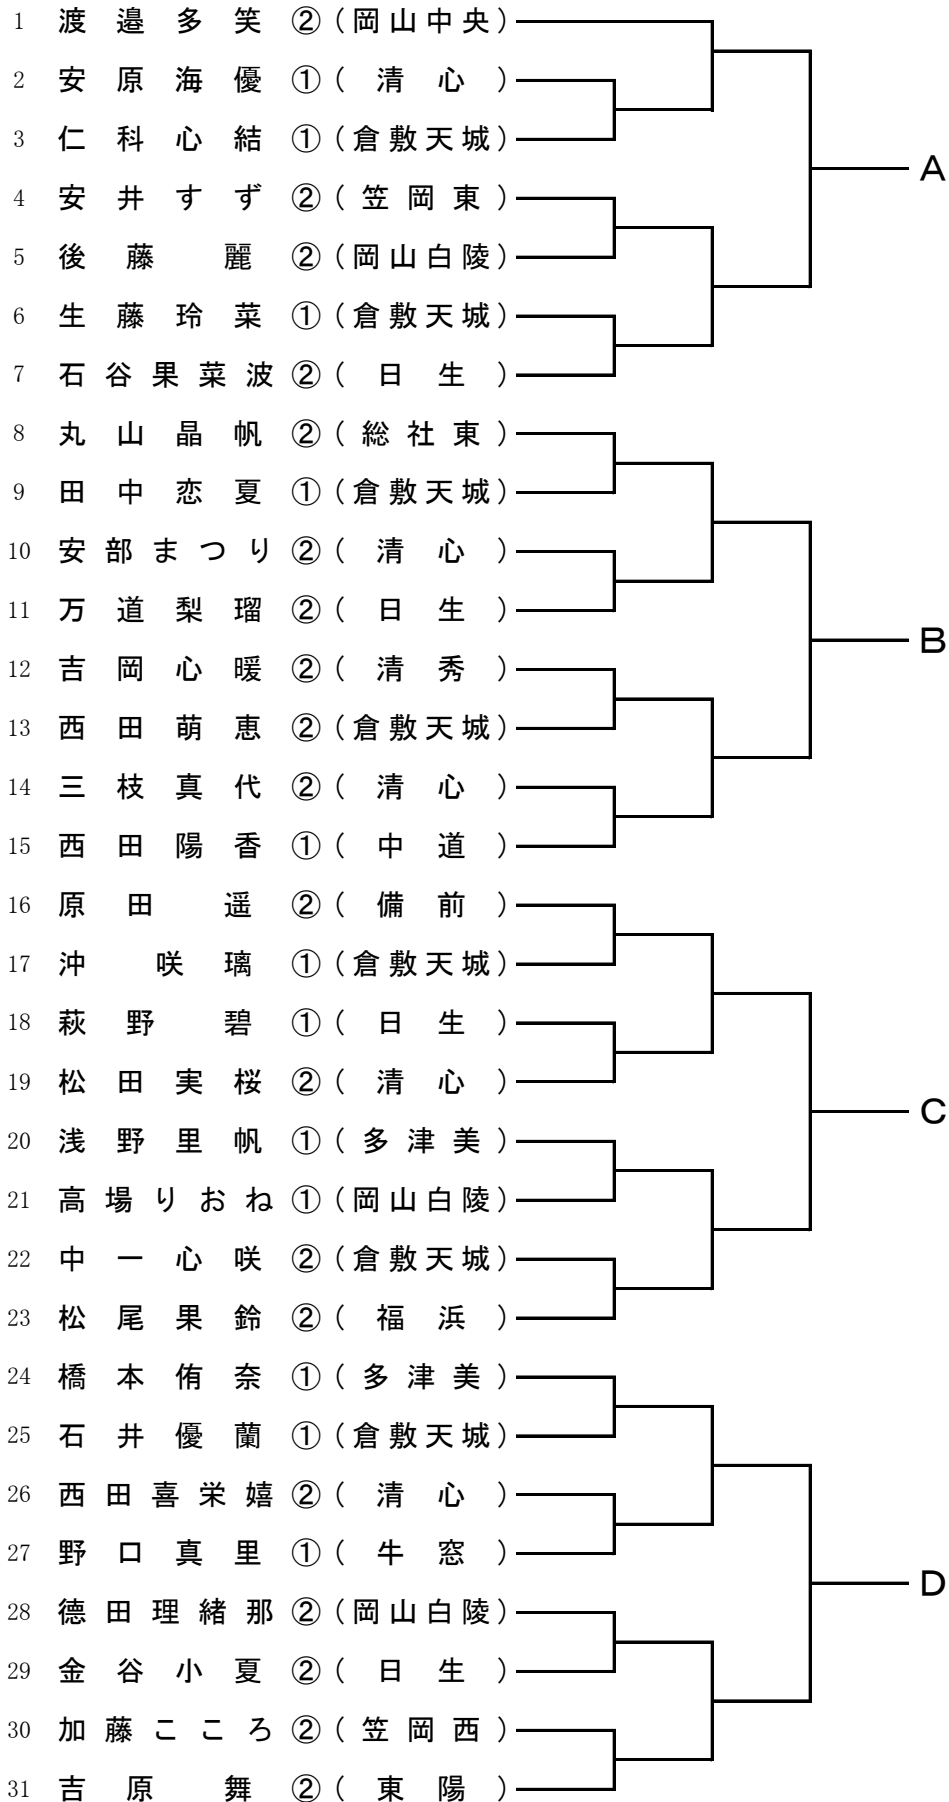 1 渡邉多笑 ② (岡山中央)
2 安原海優 ① (清心)
3 仁科心結 ① (倉敷天城)
A
4 安井すず ② (笠岡東)
5 後藤麗 ② (岡山白陵)
6 生藤玲菜 ① (倉敷天城)
7 石谷果菜波 ② (日生)
8 丸山晶帆 ② (総社東)
9 田中恋夏 ① (倉敷天城)
10 安部まつり ② (清心)
11 万道梨瑠 ② (日生)
B
12 吉岡心暖 ② (清秀)
13 西田萌恵 ② (倉敷天城)
14 三枝真代 ② (清心)
15 西田陽香 ① (中道)
16 原田遥 ② (備前)
17 沖咲璃 ① (倉敷天城)
18 萩野碧 ① (日生)
19 松田実桜 ② (清心)
C
20 浅野里帆 ① (多津美)
21 高場りおね ① (岡山白陵)
22 中一心咲 ② (倉敷天城)
23 松尾果鈴 ② (福浜)
24 橋本侑奈 ① (多津美)
25 石井優蘭 ① (倉敷天城)
26 西田喜栄嬉 ② (清心)
27 野口真里 ① (牛窓)
D
28 德田理緒那 ② (岡山白陵)
29 金谷小夏 ② (日生)
30 加藤こころ ② (笠岡西)
31 吉原舞 ② (東陽)